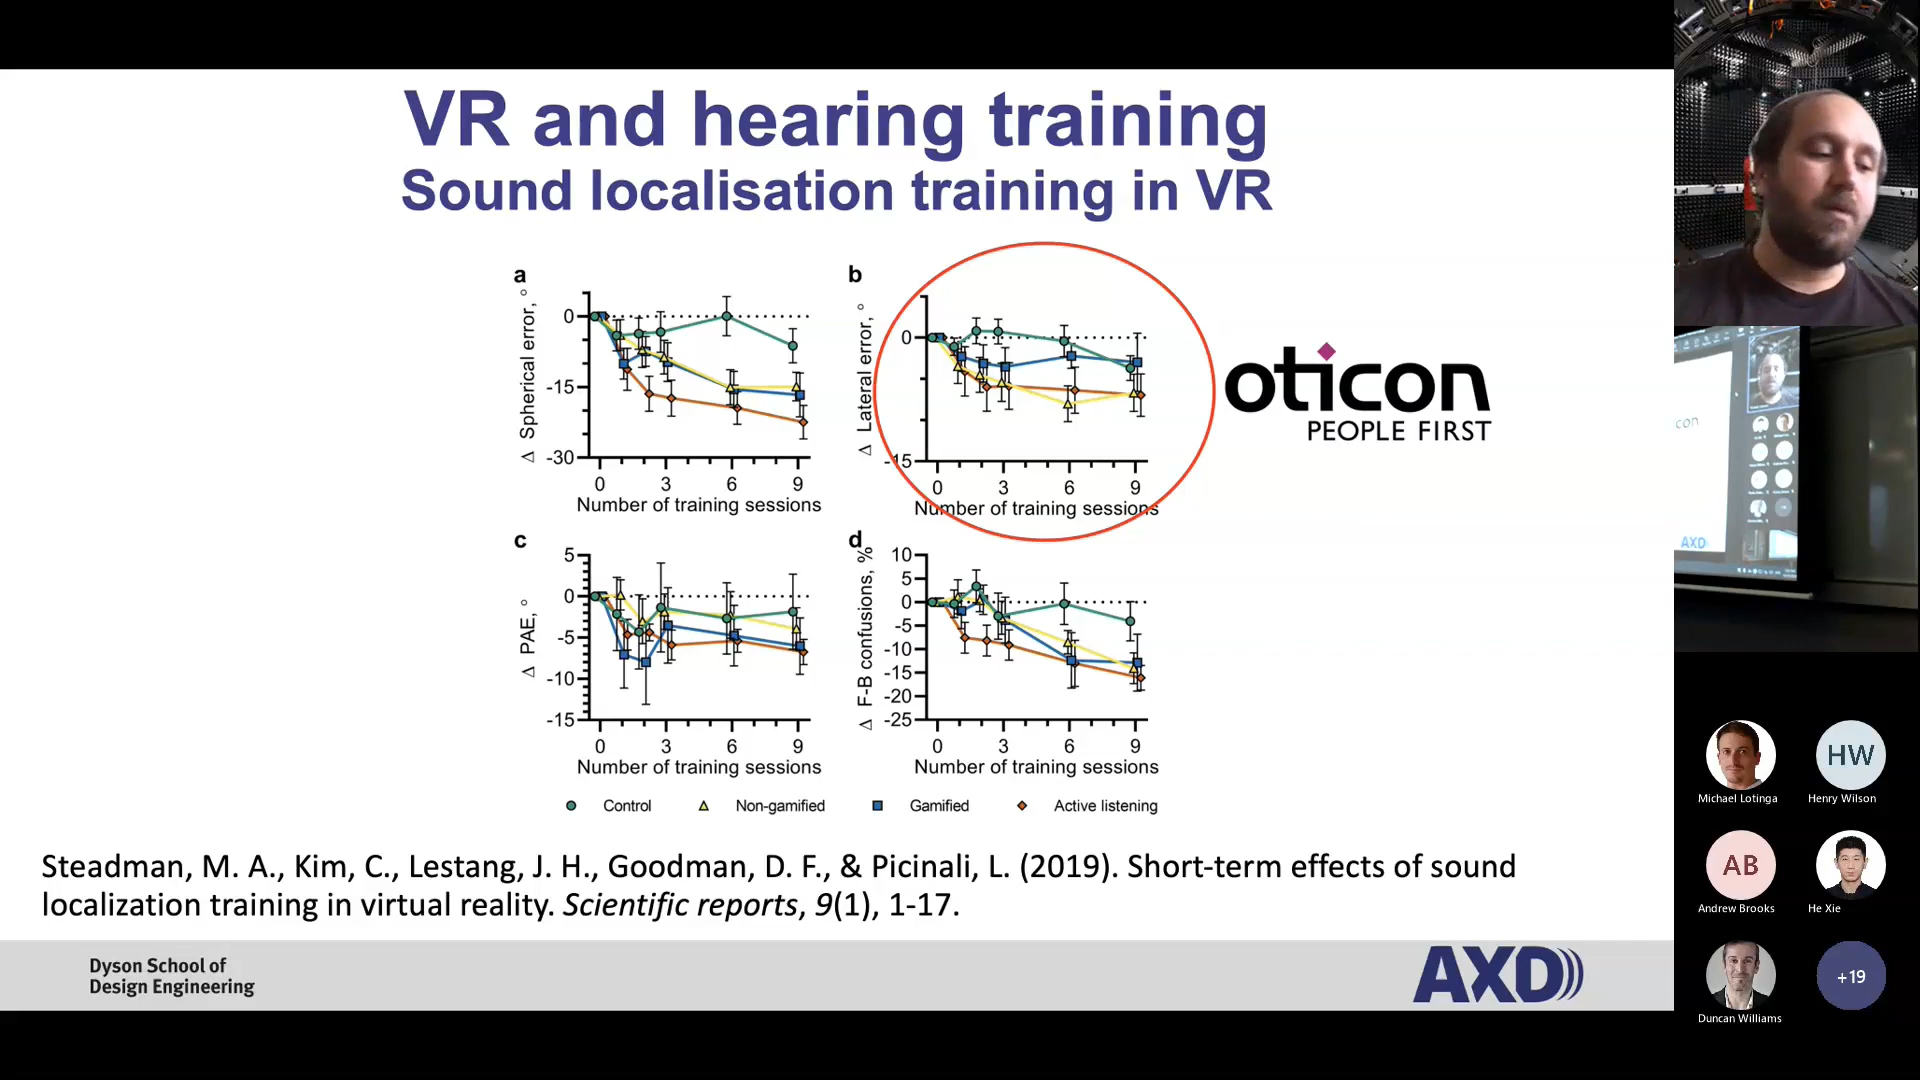 VR and hearing training
Sound localisation training in VR
a
Δ Spherical error, °
0
-15
-30
0 3 6 9
Number of training sessions
b
Δ Lateral error, °
0
-15
0 3 6 9
Number of training sessions
oticon
PEOPLE FIRST
c
Δ PAE, °
5
0
-5
-10
-15
0 3 6 9
Number of training sessions
d
Δ F-B confusions, %
10
5
0
-5
-10
-15
-20
-25
0 3 6 9
Number of training sessions
Control Non-gamified Gamified Active listening
Steadman, M. A., Kim, C., Lestang, J. H., Goodman, D. F., & Picinali, L. (2019). Short-term effects of sound
localization training in virtual reality. Scientific reports, 9(1), 1-17.
Dyson School of
Design Engineering
AXD
con
AXD
Michael Lotinga
HW
Henry Wilson
AB
Andrew Brooks
He Xie
Duncan Williams
+19